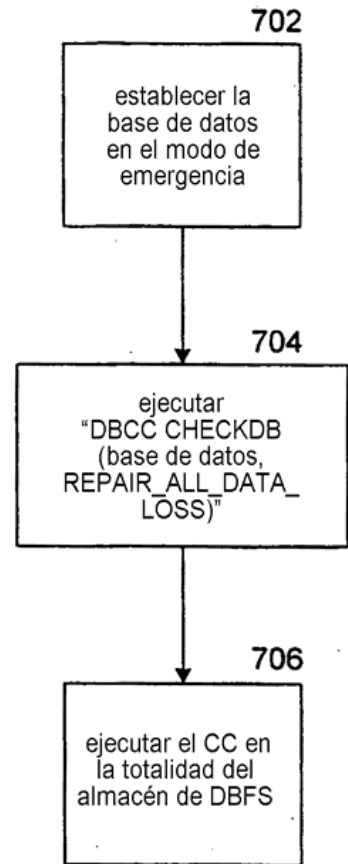 702
establecer la
base de datos
en el modo de
emergencia
704
ejecutar
“DBCC CHECKDB
(base de datos,
REPAIR_ALL_DATA_
LOSS)”
706
ejecutar el CC en
la totalidad del
almacén de DBFS